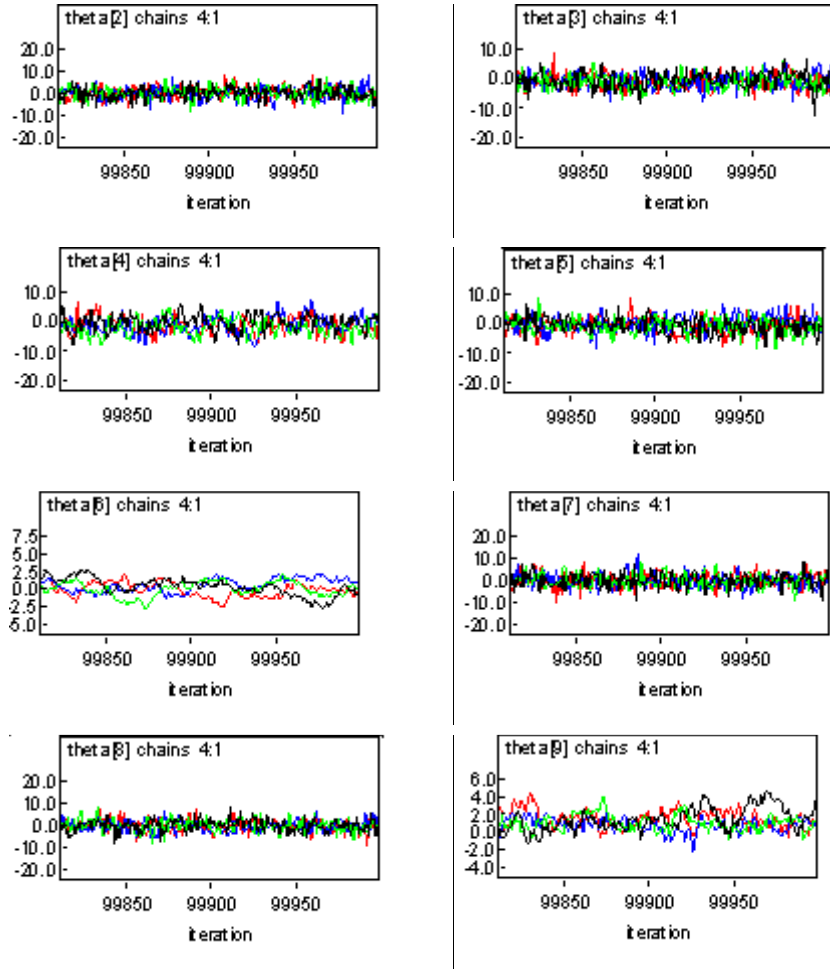 theta[2] chains 4:1
20.0
10.0
0.0
-10.0
-20.0
99850 99900 99950
iteration
theta[3] chains 4:1
10.0
0.0
-10.0
-20.0
99850 99900 99950
iteration
theta[4] chains 4:1
10.0
0.0
-10.0
-20.0
99850 99900 99950
iteration
theta[5] chains 4:1
10.0
0.0
-10.0
-20.0
99850 99900 99950
iteration
theta[6] chains 4:1
7.5
5.0
2.5
0.0
-2.5
-5.0
99850 99900 99950
iteration
theta[7] chains 4:1
20.0
10.0
0.0
-10.0
-20.0
99850 99900 99950
iteration
theta[8] chains 4:1
20.0
10.0
0.0
-10.0
-20.0
99850 99900 99950
iteration
theta[9] chains 4:1
6.0
4.0
2.0
0.0
-2.0
-4.0
99850 99900 99950
iteration